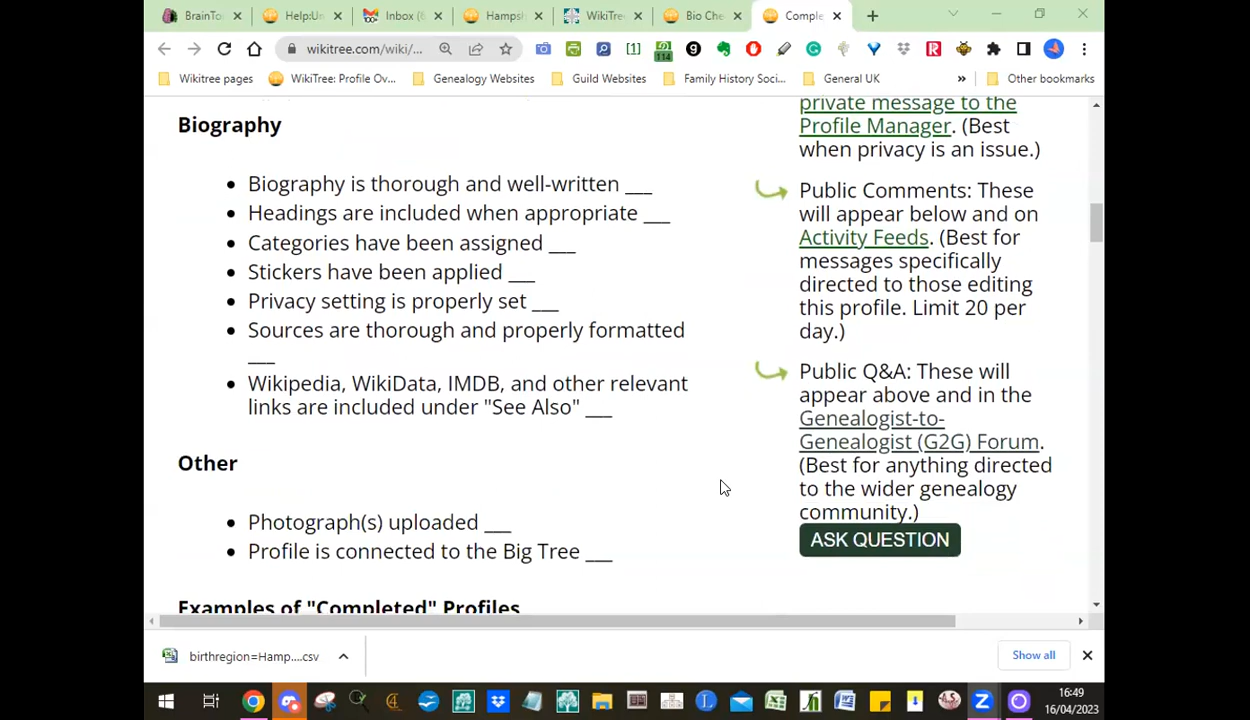 BrainTo
Help:Un
Inbox (6
Hampsh
WikiTre
Bio Che
Comple
wikitree.com/wiki/...
[1]
114
g
Wikitree pages
WikiTree: Profile Ov...
Genealogy Websites
Guild Websites
Family History Soci...
General UK
»
Other bookmarks
Biography
Biography is thorough and well-written ___
Headings are included when appropriate ___
Categories have been assigned ___
Stickers have been applied ___
Privacy setting is properly set ___
Sources are thorough and properly formatted
___
Wikipedia, WikiData, IMDB, and other relevant
links are included under "See Also" ___
Other
Photograph(s) uploaded ___
Profile is connected to the Big Tree ___
Examples of "Completed" Profiles
private message to the
Profile Manager. (Best
when privacy is an issue.)
Public Comments: These
will appear below and on
Activity Feeds. (Best for
messages specifically
directed to those editing
this profile. Limit 20 per
day.)
Public Q&A: These will
appear above and in the
Genealogist-to-
Genealogist (G2G) Forum.
(Best for anything directed
to the wider genealogy
community.)
ASK QUESTION
birthregion=Hamp....csv
Show all
16:49
16/04/2023